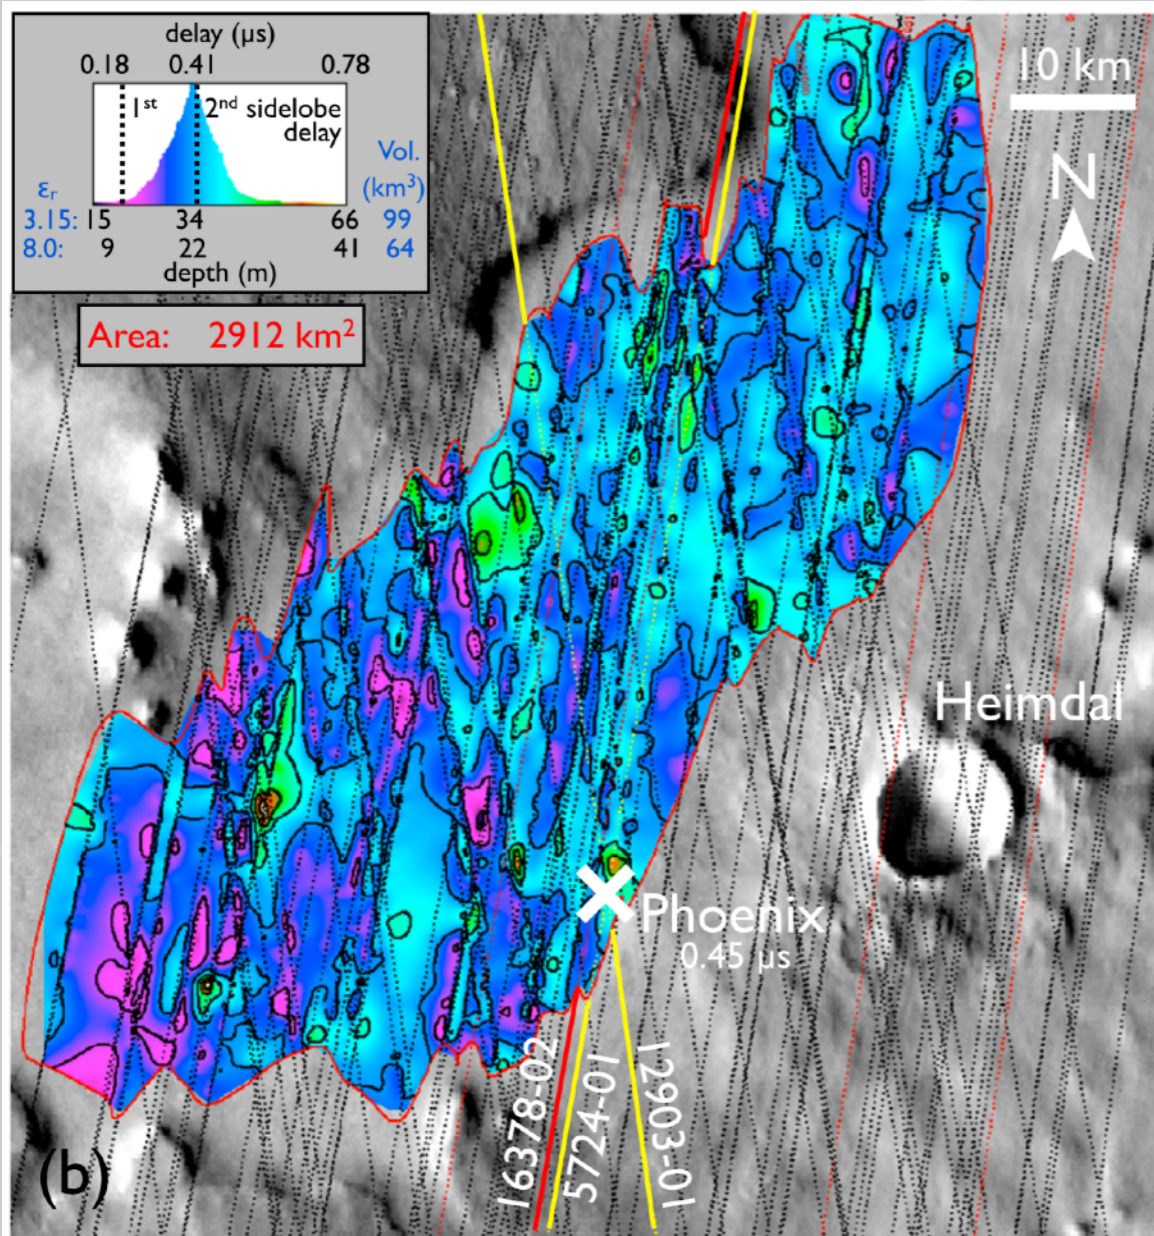 delay (µs)
0.18 0.41 0.78
1st 2nd sidelobe
delay
Vol.
εr (km3)
3.15: 15 34 66 99
8.0: 9 22 41 64
depth (m)
Area: 2912 km2
10 km
N
Heimdal
Phoenix
0.45 µs
16378-02
5724-01
12903-01
(b)